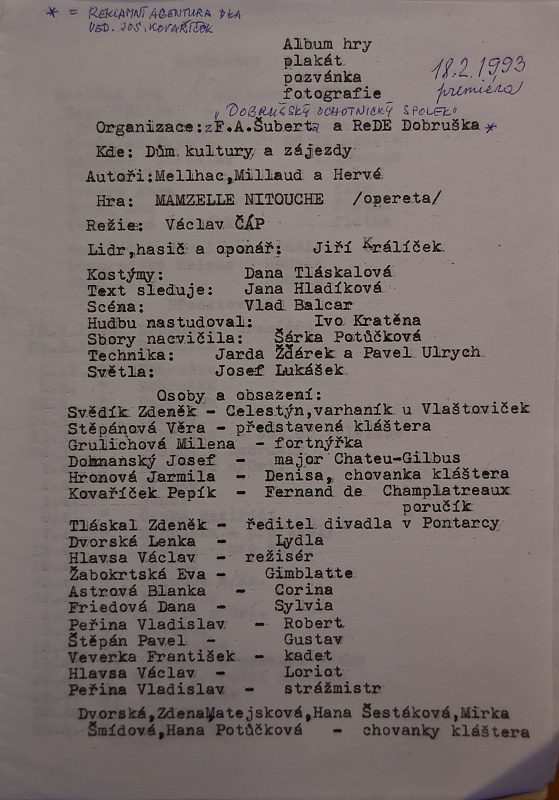 * = REKLAMNÍ AGENTURA DKA
VED. JOS. KOVAŘÍČEK
Album hry
plakát
pozvánka
fotografie
18.2.1993
premiéra
"DOBRUŠSKÝ OCHOTNICKÝ SPOLEK"
Organizace: z F.A.Šuberta a ReDE Dobruška *
Kde: Dům kultury a zájezdy
Autoři:Mellhac,Millaud a Hervé
Hra: MAMZELLE NITOUCHE /opereta/
Režie: Václav ČÁP
Lidr,hasič a oponář: Jiří Králíček
Kostýmy: Dana Tláskalová
Text sleduje: Jana Hladíková
Scéna: Vlad Balcar
Hudbu nastudoval: Ivo Kratěna
Sbory nacvičila: Šárka Potůčková
Technika: Jarda Žďárek a Pavel Ulrych
Světla: Josef Lukášek
Osoby a obsazení:
Svědík Zdeněk - Celestýn,varhaník u Vlaštoviček
Štěpánová Věra - představená kláštera
Grulichová Milena - fortnýřka
Domanský Josef - major Chateu-Gilbus
Hronová Jarmila - Denisa, chovanka kláštera
Kovaříček Pepík - Fernand de Champlatreaux
poručík
Tláskal Zdeněk - ředitel divadla v Pontarcy
Dvorská Lenka - Lydla
Hlavsa Václav - režisér
Žabokrtská Eva - Gimblatte
Astrová Blanka - Corina
Friedová Dana - Sylvia
Peřina Vladislav - Robert
Štěpán Pavel - Gustav
Veverka František - kadet
Hlavsa Václav - Loriot
Peřina Vladislav - strážmistr
Dvorská,Zdena Matejsková,Hana Šestáková,Mirka
Šmídová,Hana Potůčková - chovanky kláštera